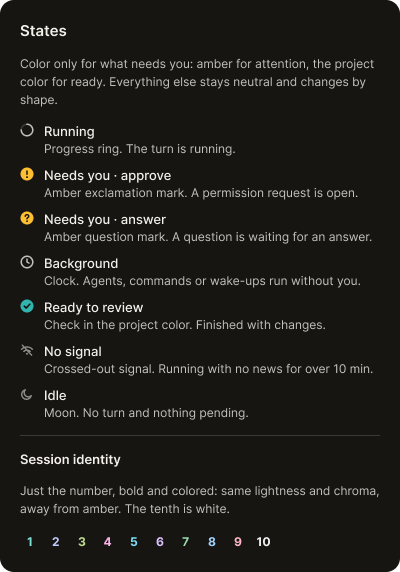 States
Color only for what needs you: amber for attention, the project
color for ready. Everything else stays neutral and changes by
shape.
Running
Progress ring. The turn is running.
Needs you · approve
Amber exclamation mark. A permission request is open.
Needs you · answer
Amber question mark. A question is waiting for an answer.
Background
Clock. Agents, commands or wake-ups run without you.
Ready to review
Check in the project color. Finished with changes.
No signal
Crossed-out signal. Running with no news for over 10 min.
Idle
Moon. No turn and nothing pending.
Session identity
Just the number, bold and colored: same lightness and chroma,
away from amber. The tenth is white.
1 2 3 4 5 6 7 8 9 10